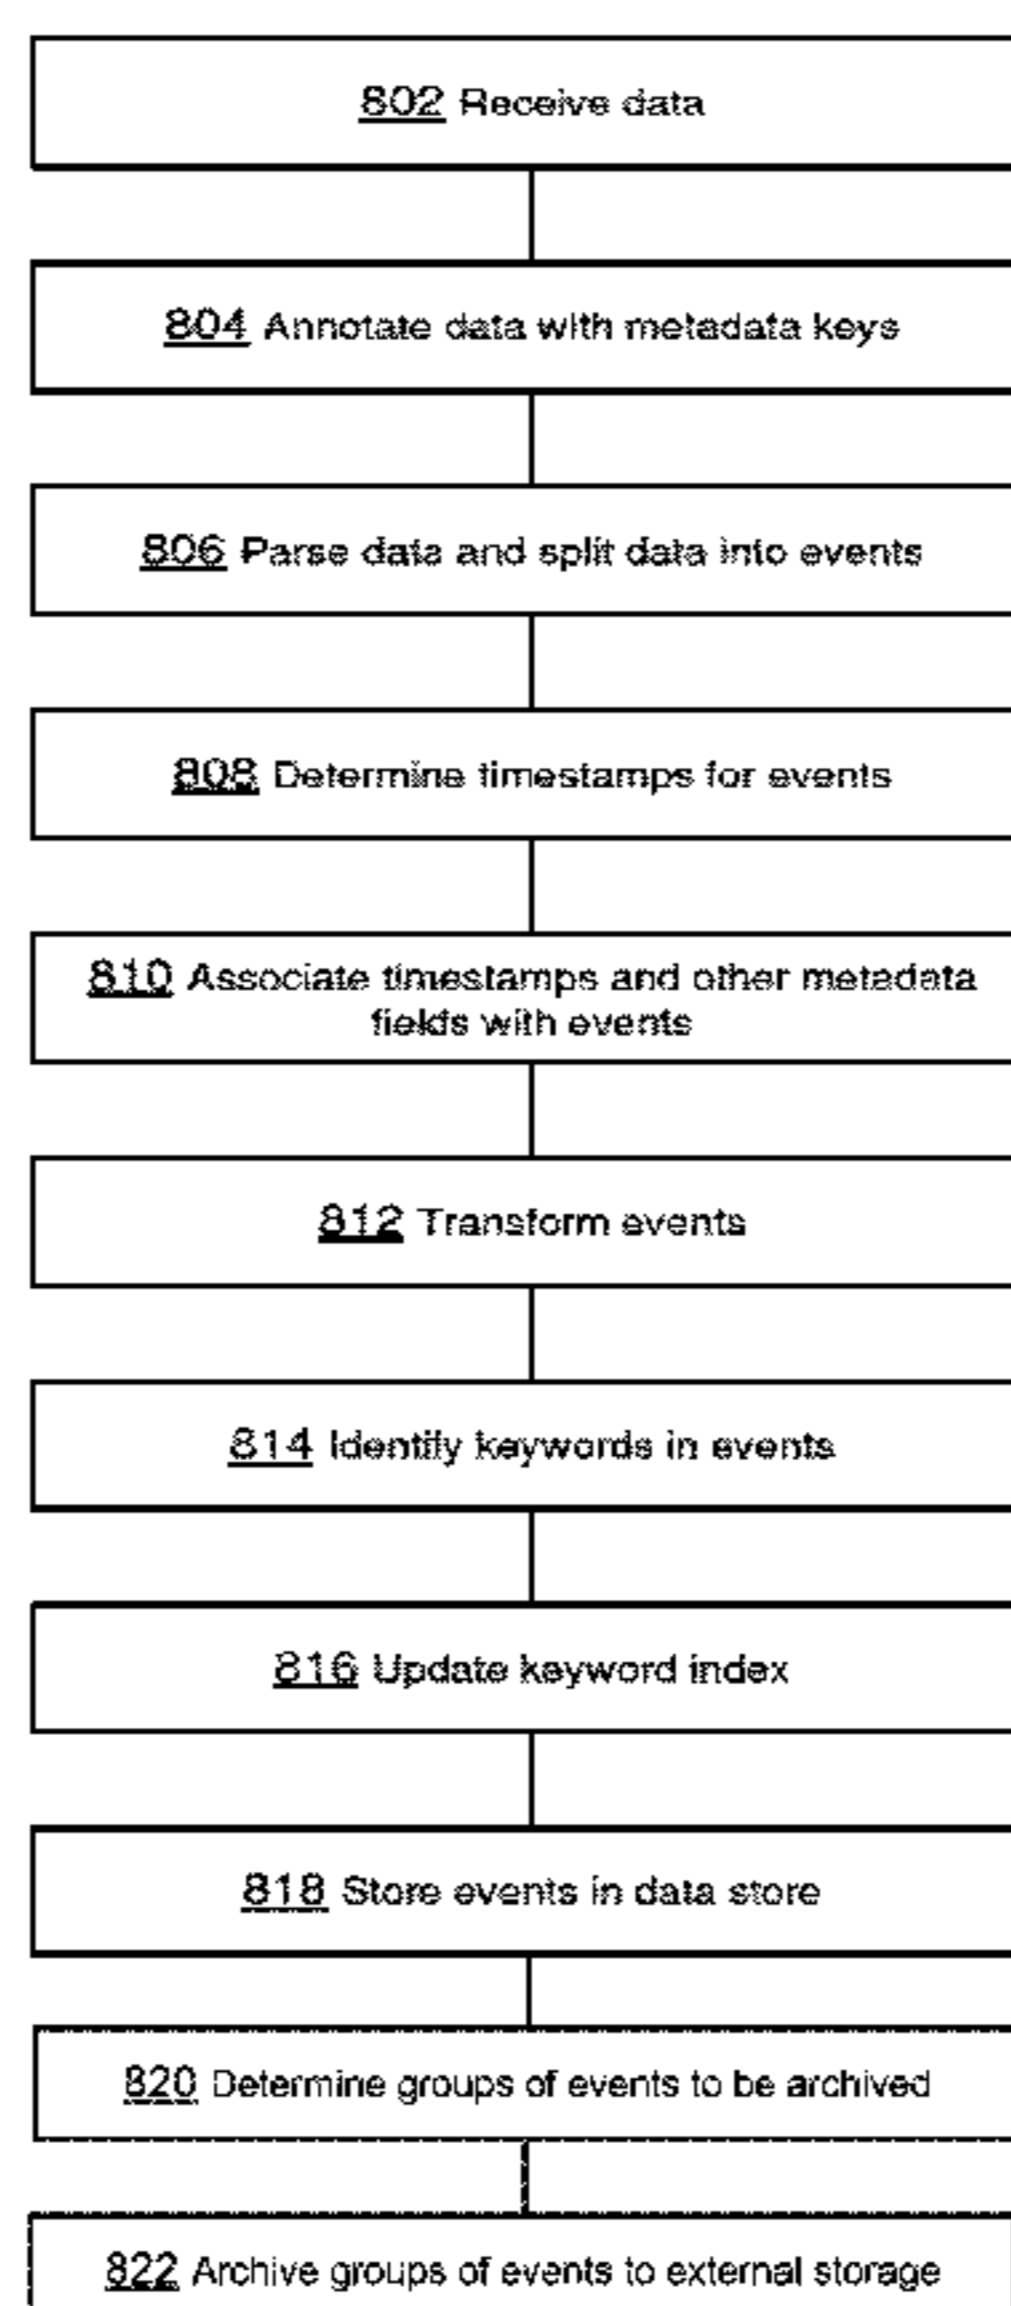 802 Receive data
804 Annotate data with metadata keys
806 Parse data and split data into events
808 Determine timestamps for events
810 Associate timestamps and other metadata
fields with events
812 Transform events
814 Identify keywords in events
816 Update keyword index
818 Store events in data store
820 Determine groups of events to be archived
822 Archive groups of events to external storage